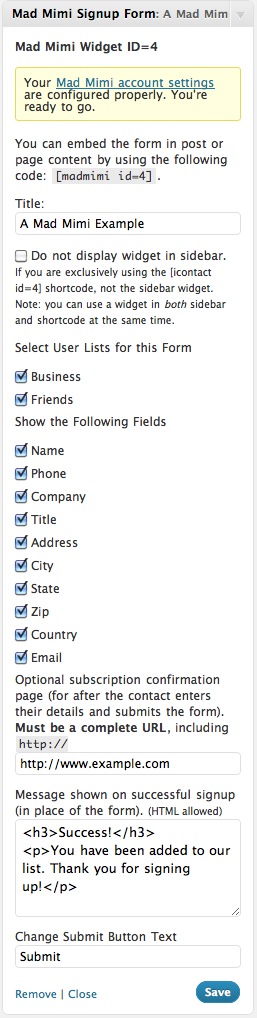 Mad Mimi Signup Form: A Mad Mim
Mad Mimi Widget ID=4
Your Mad Mimi account settings
are configured properly. You're
ready to go.
You can embed the form in post or
page content by using the following
code: [madmimi id=4] .
Title:
A Mad Mimi Example
Do not display widget in sidebar.
If you are exclusively using the [icontact
id=4] shortcode, not the sidebar widget.
Note: you can use a widget in both sidebar
and shortcode at the same time.
Select User Lists for this Form
Business
Friends
Show the Following Fields
Name
Phone
Company
Title
Address
City
State
Zip
Country
Email
Optional subscription confirmation
page (for after the contact enters
their details and submits the form).
Must be a complete URL, including
http://
http://www.example.com
Message shown on successful signup
(in place of the form). (HTML allowed)
<h3>Success!</h3>
<p>You have been added to our
list. Thank you for signing
up!</p>
Change Submit Button Text
Submit
Remove | Close
Save